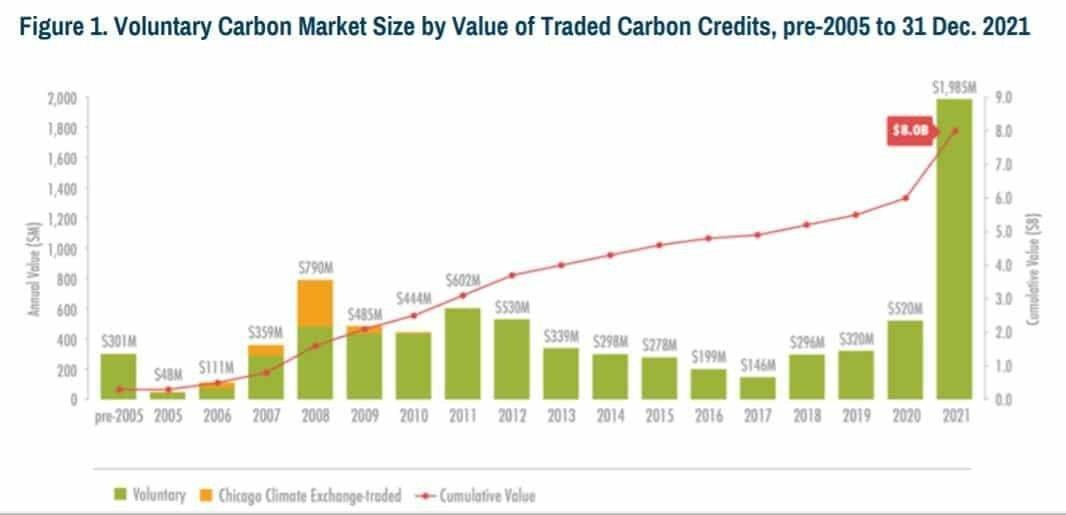 Figure 1. Voluntary Carbon Market Size by Value of Traded Carbon Credits, pre-2005 to 31 Dec. 2021
Annual Value ($M)
2,000
1,800
1,600
1,400
1,200
1,000
800
600
400
200
0
$301M
$48M
$111M
$359M
$790M
$485M
$444M
$602M
$530M
$339M
$298M
$278M
$199M
$146M
$296M
$320M
$520M
$1,985M
$8.0B
9.0
8.0
7.0
6.0
5.0
4.0
3.0
2.0
1.0
0.0
Cumulative Value ($B)
pre-2005 2005 2006 2007 2008 2009 2010 2011 2012 2013 2014 2015 2016 2017 2018 2019 2020 2021
Voluntary Chicago Climate Exchange-traded Cumulative Value